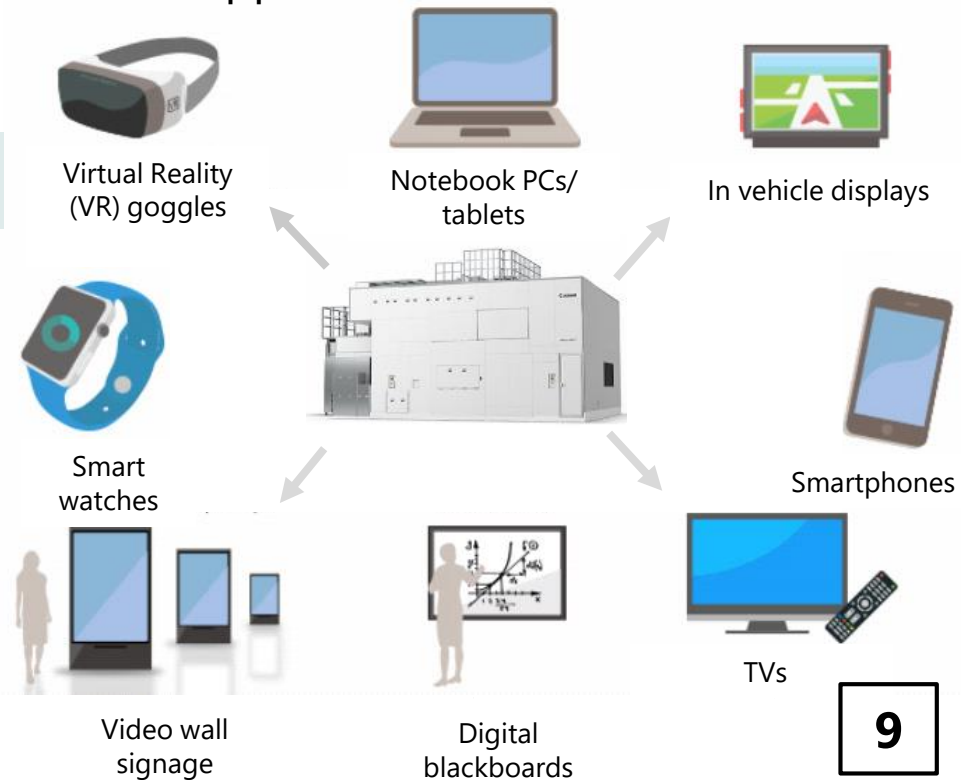 Virtual Reality
(VR) goggles
Notebook PCs/
tablets
In vehicle displays
Canon
Smart
watches
Smartphones
TVs
Video wall
signage
Digital
blackboards
9